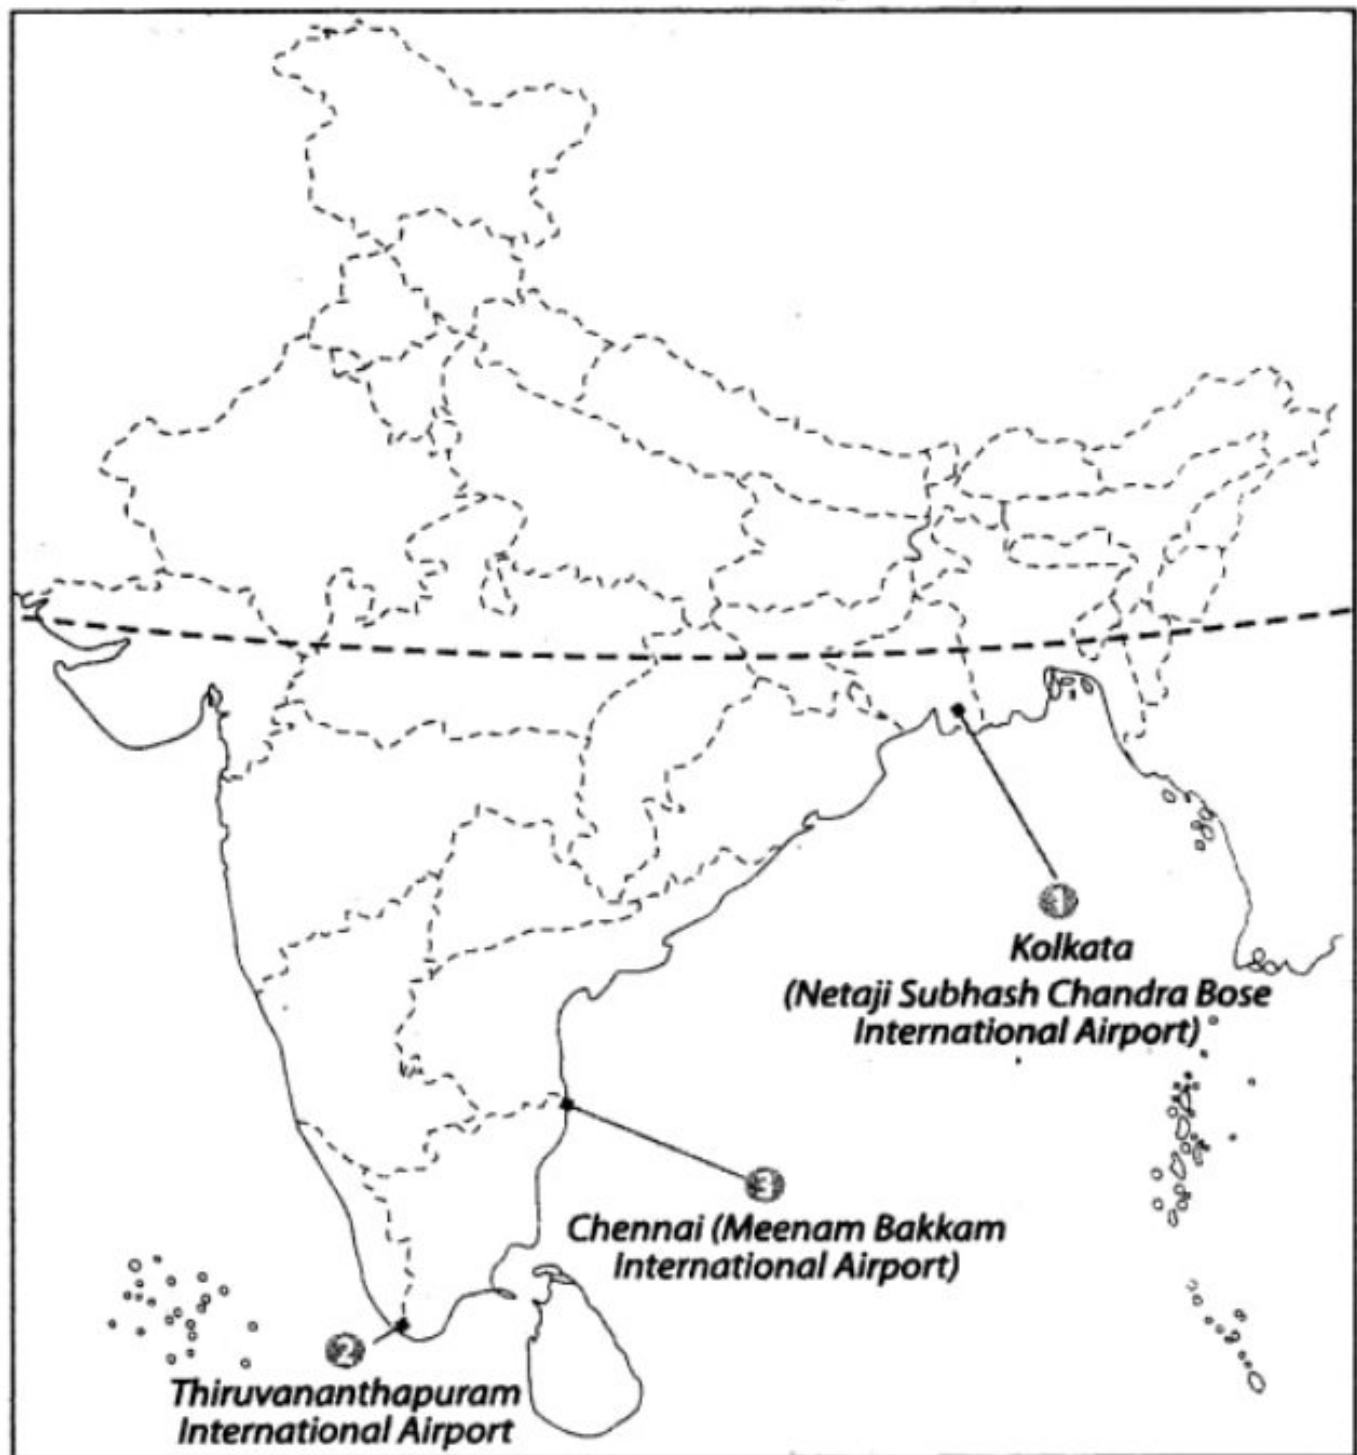 1
Kolkata
(Netaji Subhash Chandra Bose
International Airport)
3
Chennai (Meenam Bakkam
International Airport)
2
Thiruvananthapuram
International Airport